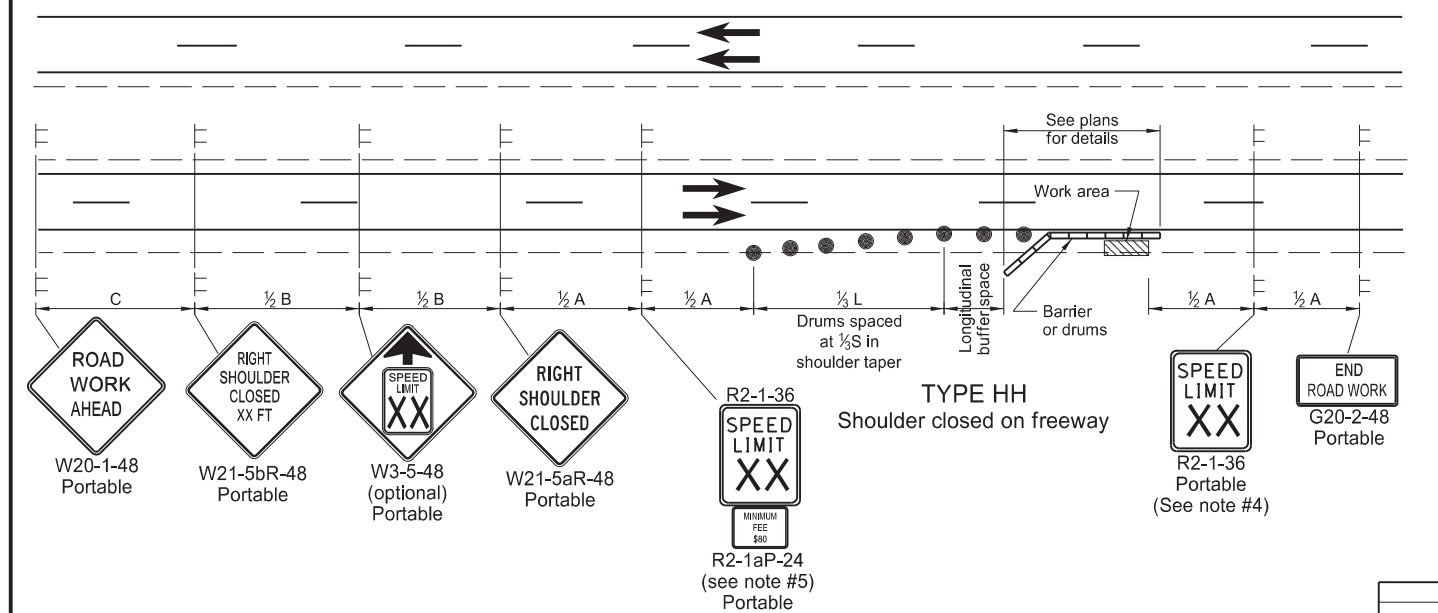 See plans
for details
Work area
C
½ B
½ B
½ A
½ A
⅓ L
Longitudinal
buffer space
½ A
½ A
Drums spaced
at ⅓S in
shoulder taper
Barrier
or drums
ROAD
WORK
AHEAD
W20-1-48
Portable
RIGHT
SHOULDER
CLOSED
XX FT
W21-5bR-48
Portable
SPEED
LIMIT
XX
W3-5-48
(optional)
Portable
RIGHT
SHOULDER
CLOSED
W21-5aR-48
Portable
R2-1-36
SPEED
LIMIT
XX
MINIMUM
FEE
$80
R2-1aP-24
(see note #5)
Portable
TYPE HH
Shoulder closed on freeway
SPEED
LIMIT
XX
R2-1-36
Portable
(See note #4)
END
ROAD WORK
G20-2-48
Portable